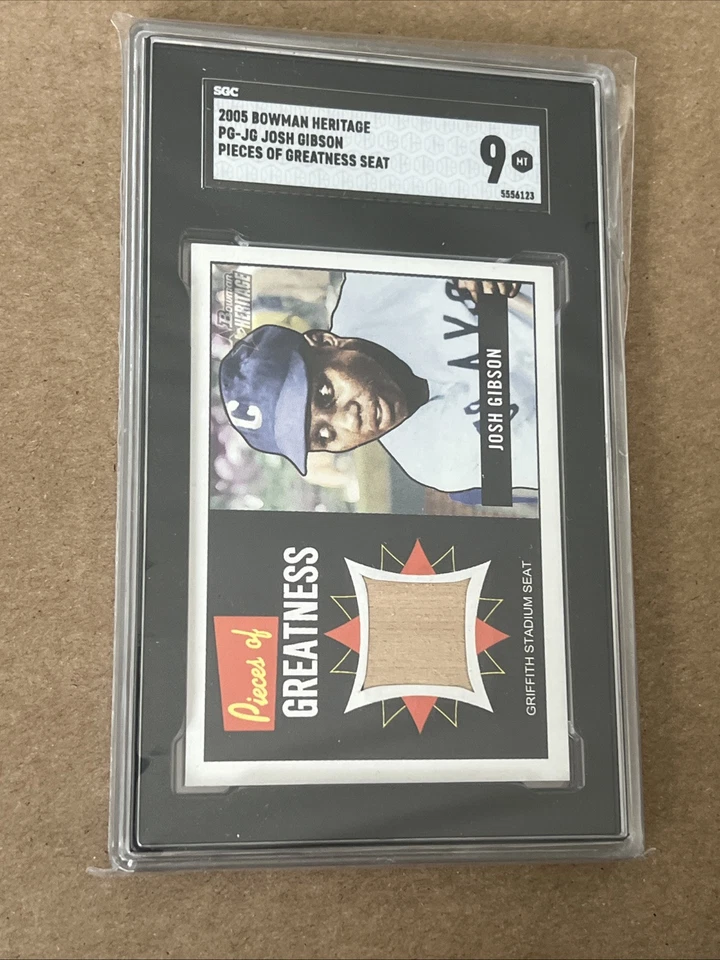 SGC
2005 BOWMAN HERITAGE
PG-JG JOSH GIBSON
PIECES OF GREATNESS SEAT
9
MT
5556123
Bowman
HERITAGE
C
AYS
JOSH GIBSON
Pieces of
GREATNESS
GRIFFITH STADIUM SEAT